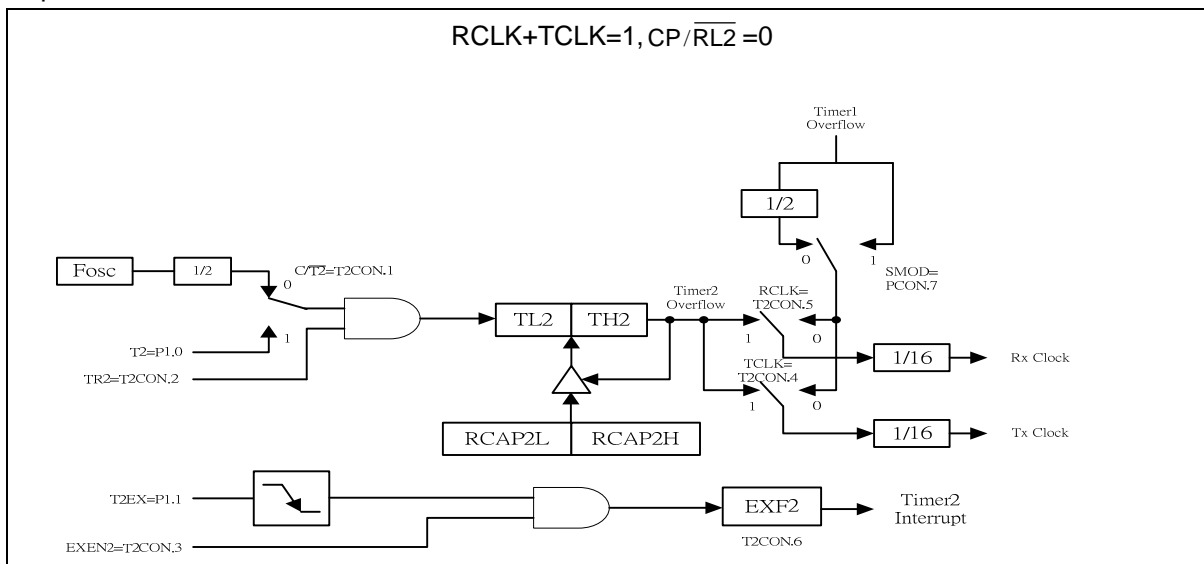 RCLK+TCLK=1, CP/R̅L̅2̅ =0
Timer1
Overflow
1/2
0
1
SMOD=
PCON.7
Fosc
1/2
C/T̅2̅=T2CON.1
0
1
T2=P1.0
TR2=T2CON.2
TL2
TH2
Timer2
Overflow
RCLK=
T2CON.5
1
0
1/16
Rx Clock
TCLK=
T2CON.4
1
0
1/16
Tx Clock
RCAP2L
RCAP2H
T2EX=P1.1
EXEN2=T2CON.3
EXF2
T2CON.6
Timer2
Interrupt